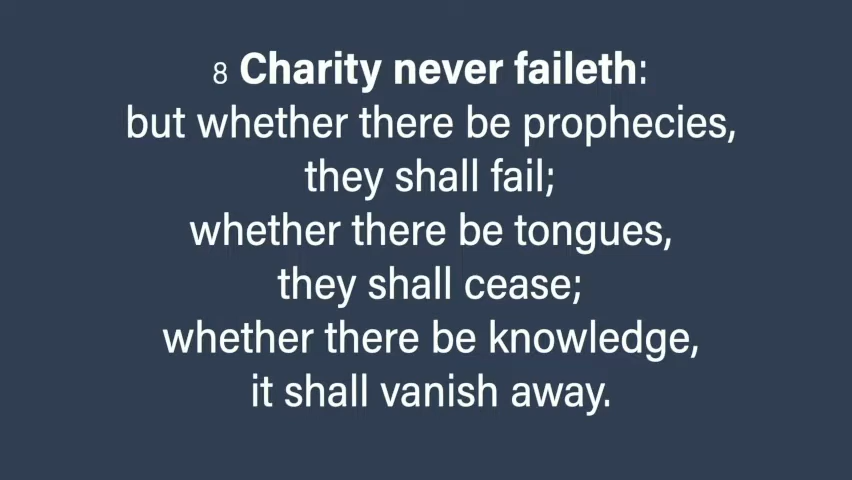 8 Charity never faileth:
but whether there be prophecies,
they shall fail;
whether there be tongues,
they shall cease;
whether there be knowledge,
it shall vanish away.